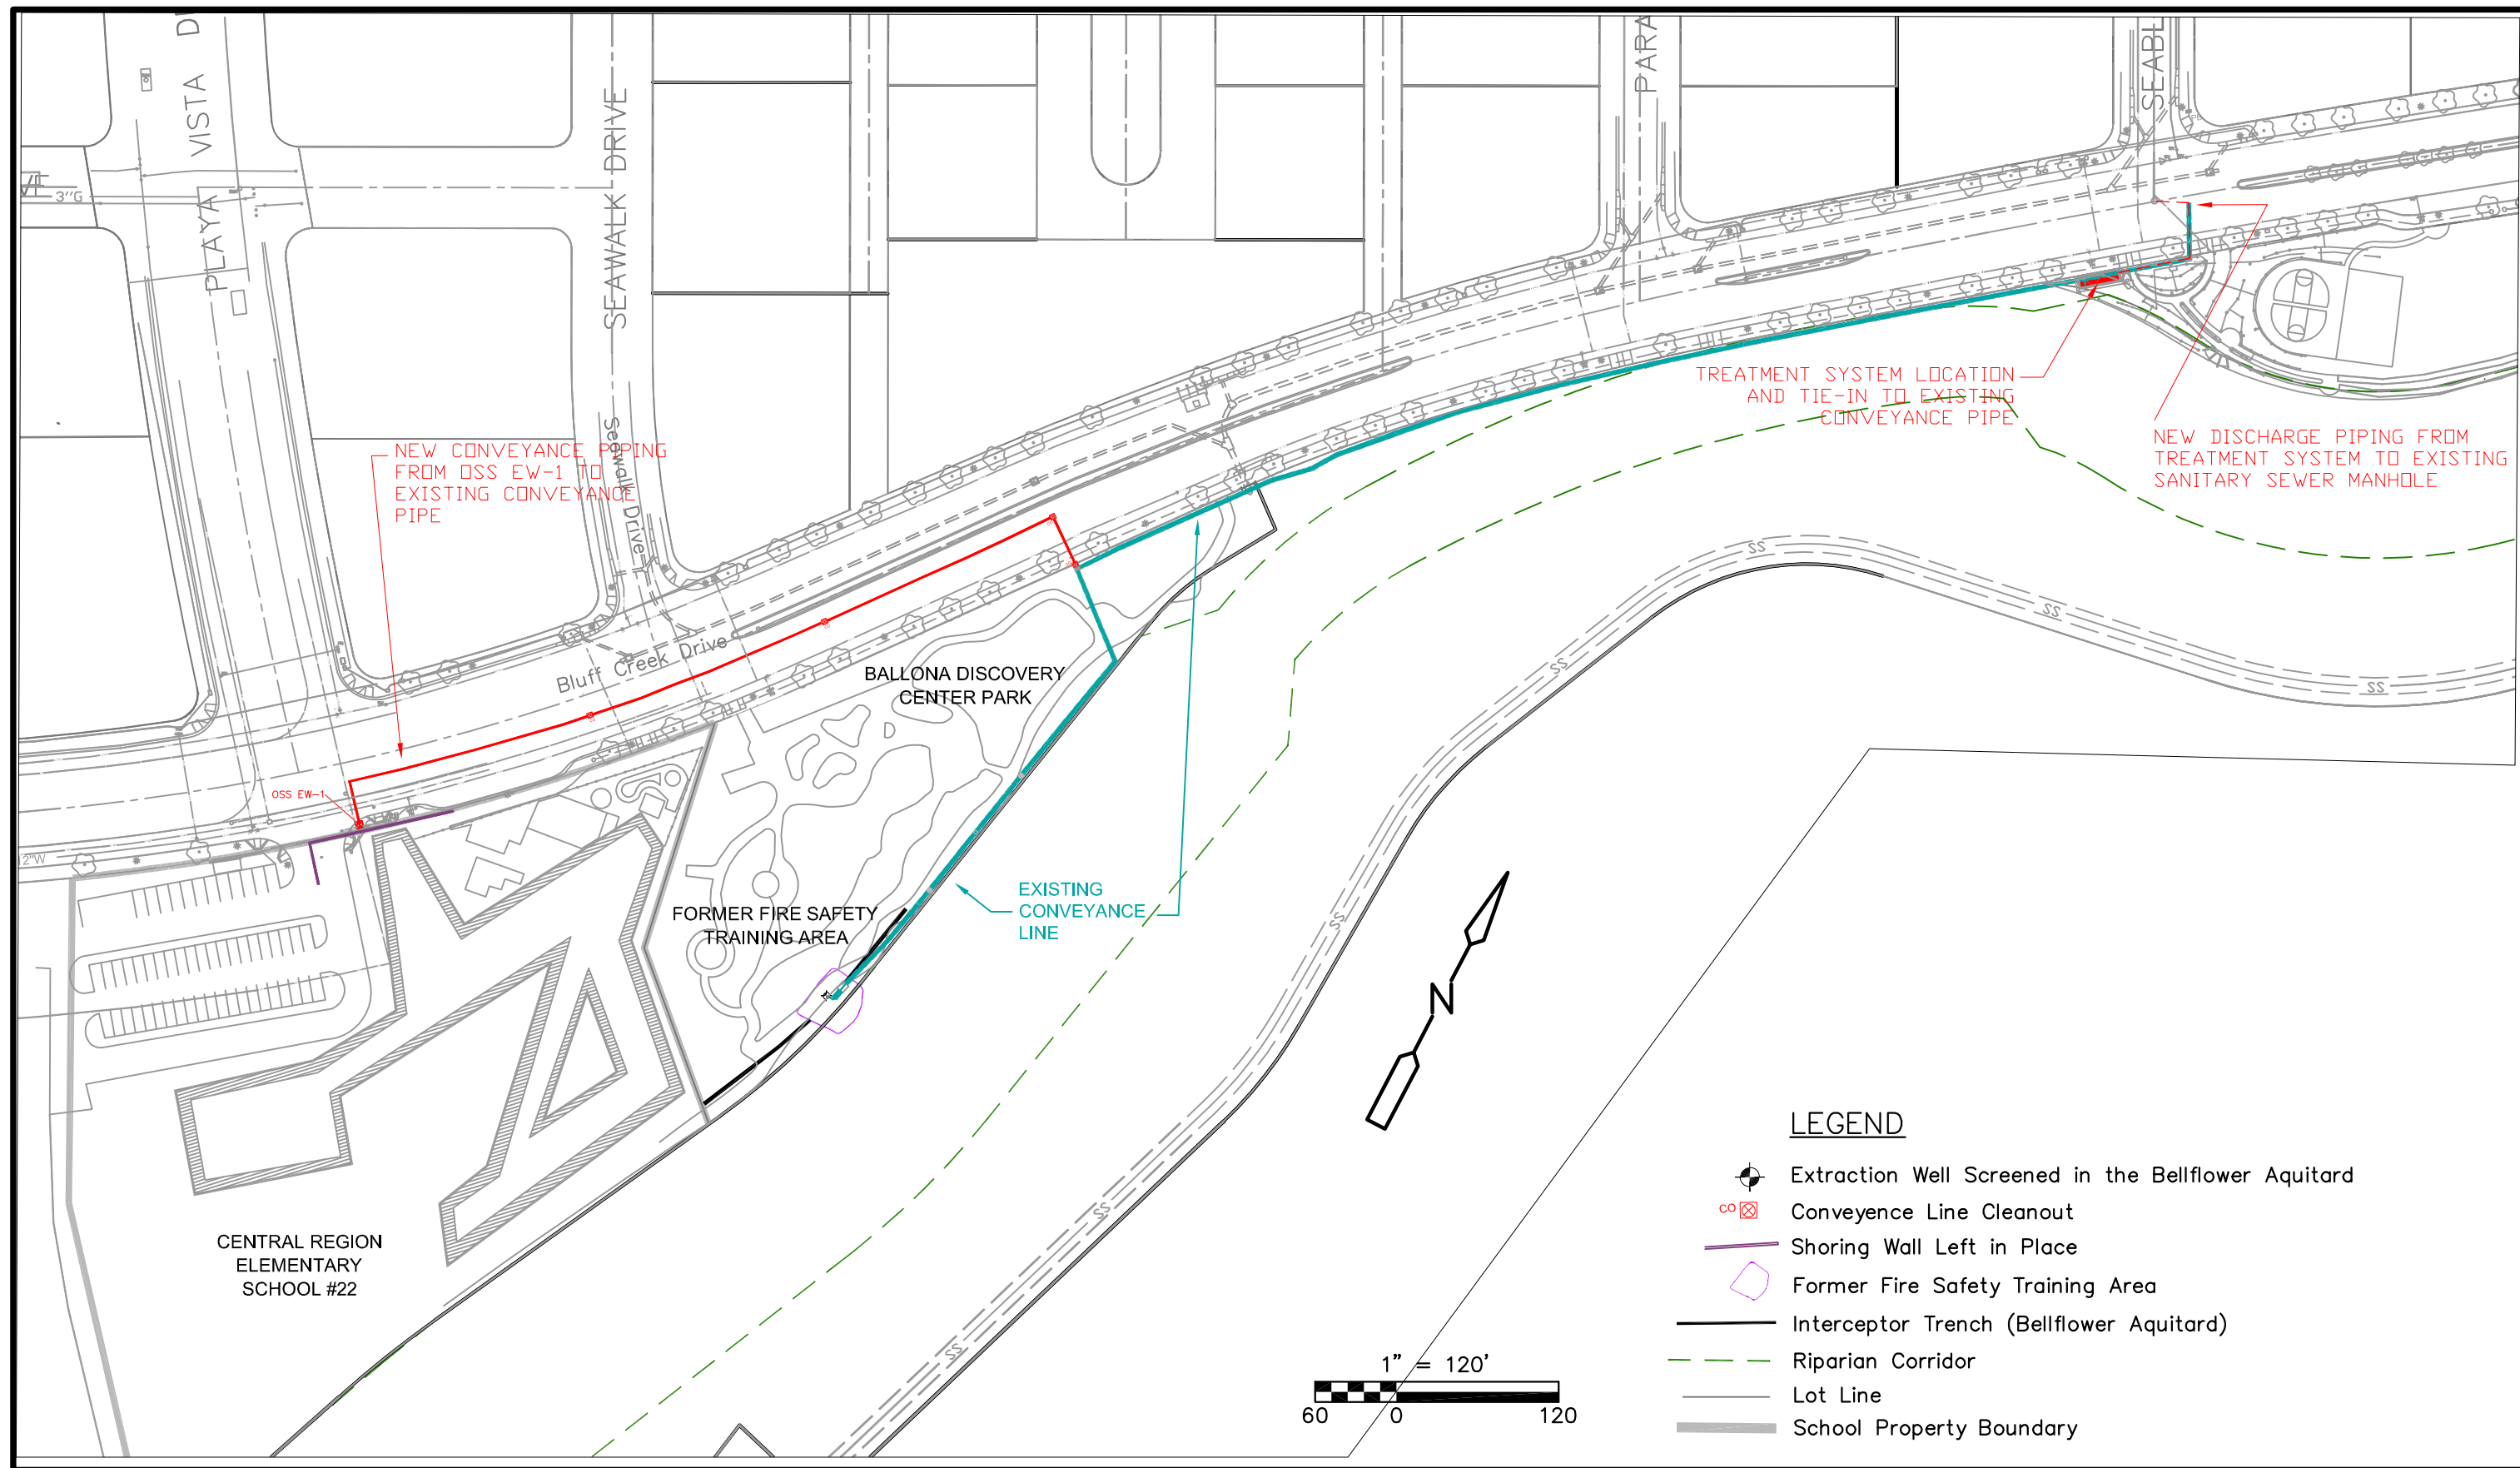 PLAYA VISTA D
SEAWALK DRIVE
PARA
SEABL
3"G
Seawalk Drive
NEW CONVEYANCE PIPING
FROM OSS EW-1 TO
EXISTING CONVEYANCE
PIPE
TREATMENT SYSTEM LOCATION
AND TIE-IN TO EXISTING
CONVEYANCE PIPE
NEW DISCHARGE PIPING FROM
TREATMENT SYSTEM TO EXISTING
SANITARY SEWER MANHOLE
Bluff Creek Drive
BALLONA DISCOVERY
CENTER PARK
OSS EW-1
2"W
EXISTING
CONVEYANCE
LINE
FORMER FIRE SAFETY
TRAINING AREA
SS
SS
SS
SS
SS
SS
SS
N
CENTRAL REGION
ELEMENTARY
SCHOOL #22
LEGEND
Extraction Well Screened in the Bellflower Aquitard
CO
Conveyence Line Cleanout
Shoring Wall Left in Place
Former Fire Safety Training Area
Interceptor Trench (Bellflower Aquitard)
Riparian Corridor
Lot Line
School Property Boundary
1" = 120'
60 0 120